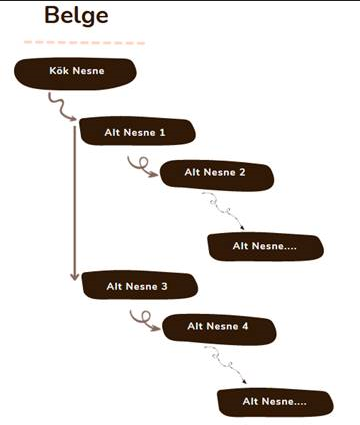 Belge
Kök Nesne
Alt Nesne 1
Alt Nesne 2
Alt Nesne....
Alt Nesne 3
Alt Nesne 4
Alt Nesne....